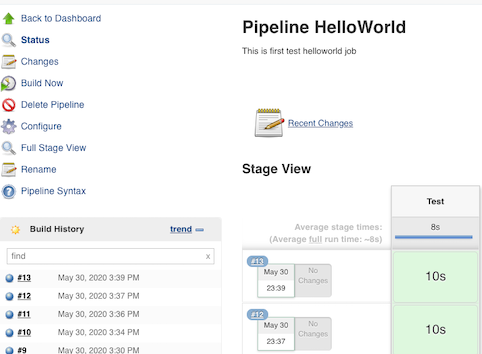 Back to Dashboard
Status
Changes
Build Now
Delete Pipeline
Configure
Full Stage View
Rename
Pipeline Syntax
Build History
trend
find
x
#13 May 30, 2020 3:39 PM
#12 May 30, 2020 3:37 PM
#11 May 30, 2020 3:36 PM
#10 May 30, 2020 3:34 PM
#9 May 30, 2020 3:30 PM
Pipeline HelloWorld
This is first test helloworld job
Recent Changes
Stage View
Test
Average stage times:
(Average full run time: ~8s)
8s
#13
May 30
23:39
No
Changes
10s
#12
May 30
23:37
No
Changes
10s